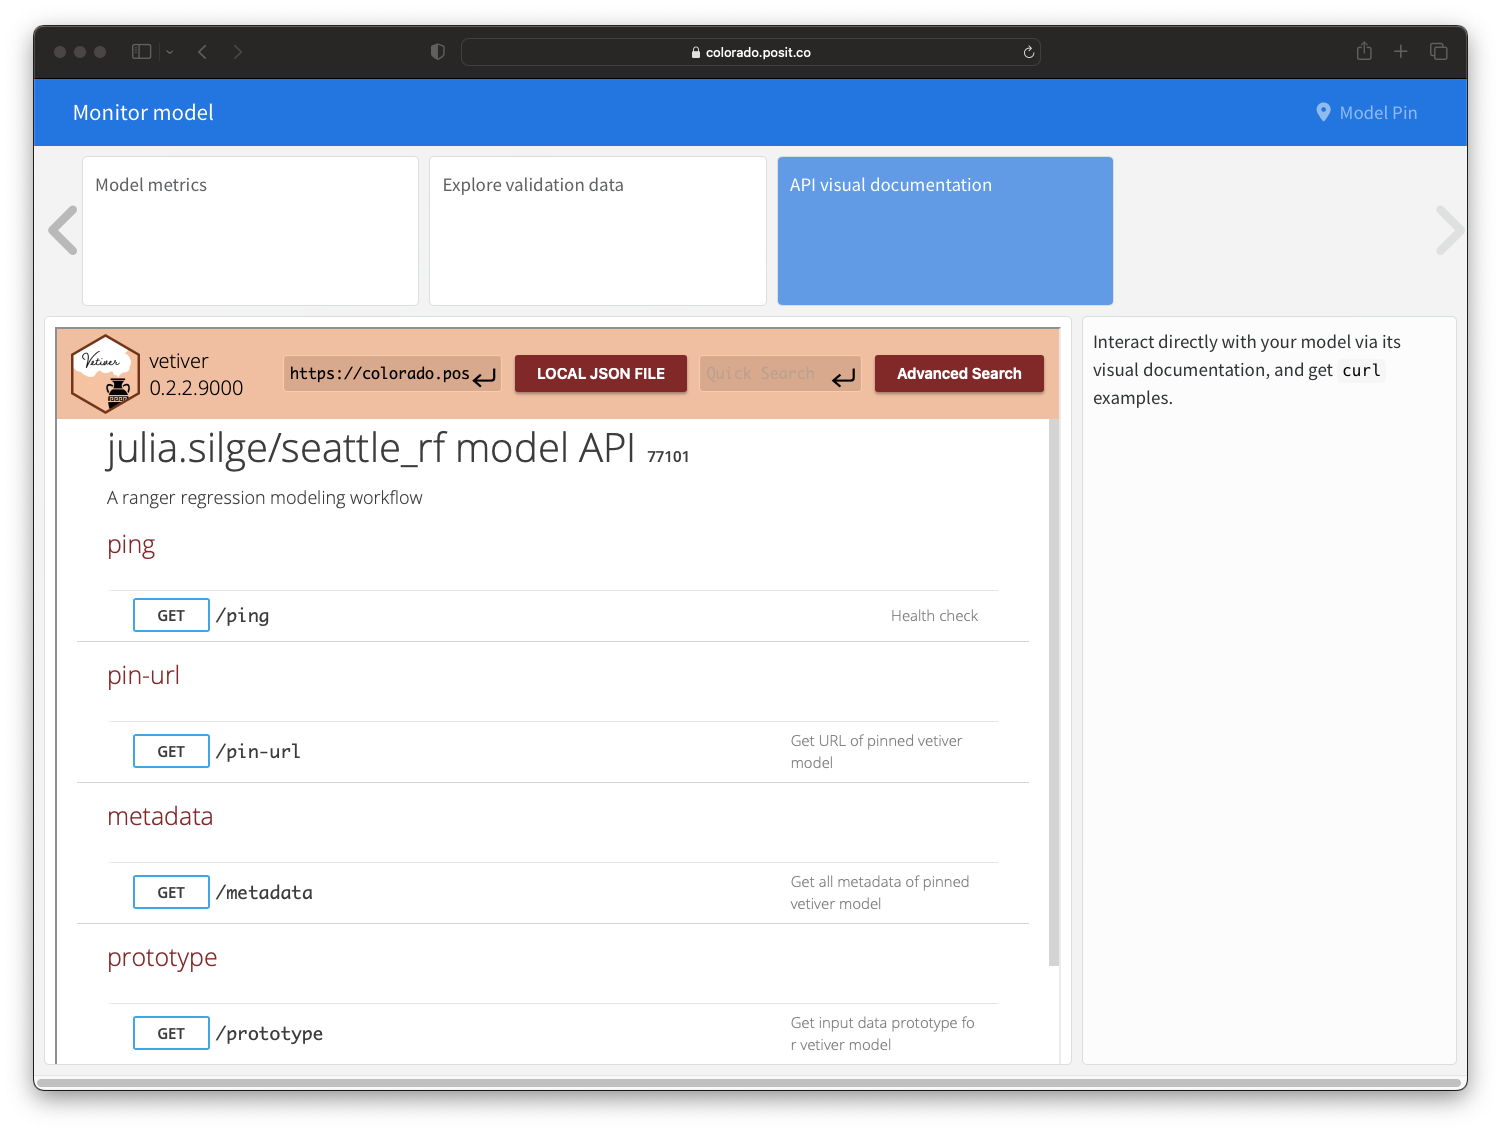 colorado.posit.co
Monitor model
Model Pin
Model metrics
Explore validation data
API visual documentation
Vetiver
vetiver
0.2.2.9000
https://colorado.pos
LOCAL JSON FILE
Quick Search
Advanced Search
julia.silge/seattle_rf model API 77101
A ranger regression modeling workflow
ping
GET /ping Health check
pin-url
GET /pin-url
Get URL of pinned vetiver
model
metadata
GET /metadata
Get all metadata of pinned
vetiver model
prototype
GET /prototype
Get input data prototype fo
r vetiver model
Interact directly with your model via its
visual documentation, and get curl
examples.